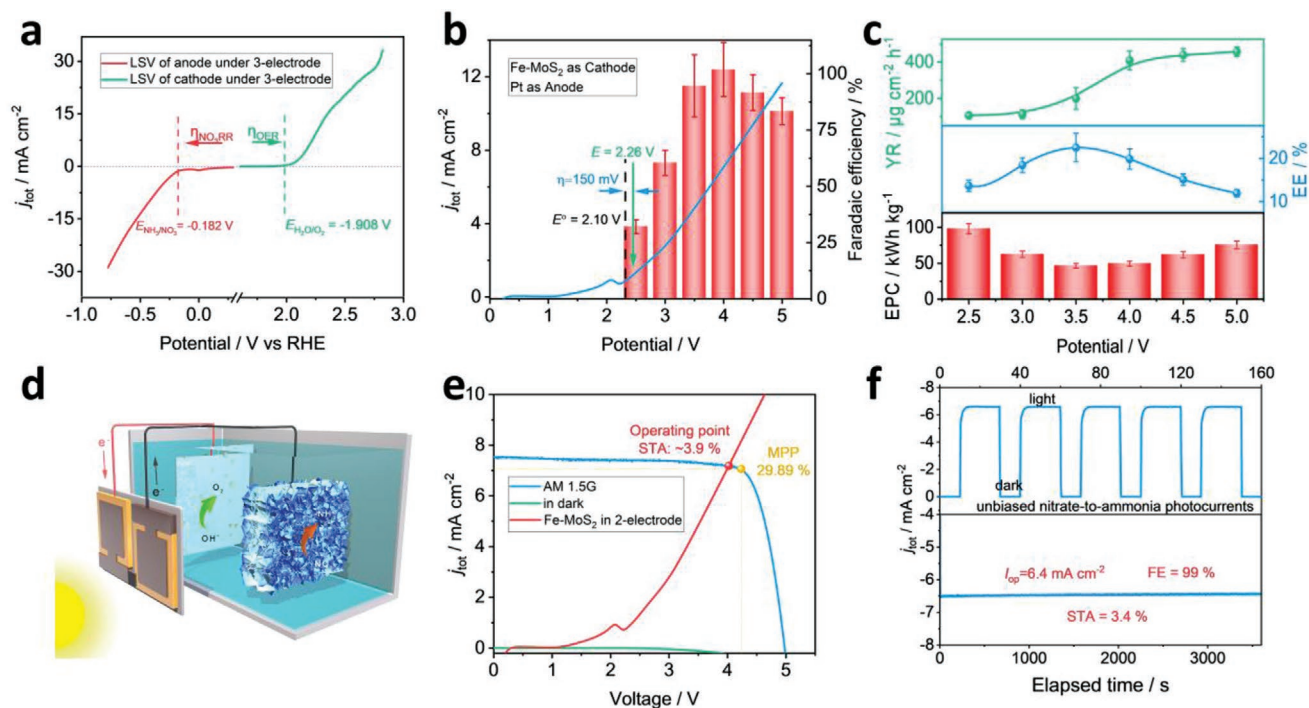 a
30
15
0
-15
-30
j_tot / mA cm⁻²
LSV of anode under 3-electrode
LSV of cathode under 3-electrode
η_NO₃RR
η_OER
E_NH₃/NO₃ = -0.182 V
E_H₂O/O₂ = -1.908 V
-1.0 -0.5 0.0 2.0 2.5 3.0
Potential / V vs RHE
b
12
8
4
0
j_tot / mA cm⁻²
Fe-MoS₂ as Cathode
Pt as Anode
E = 2.26 V
η=150 mV
E° = 2.10 V
100
75
50
25
0
Faradaic efficiency / %
0 1 2 3 4 5
Potential / V
c
400
200
YR / μg cm⁻² h⁻¹
20
10
EE / %
100
50
0
EPC / kWh kg⁻¹
2.5 3.0 3.5 4.0 4.5 5.0
Potential / V
d
e⁻
e⁻
O₂
OH⁻
e
10
8
6
4
2
0
j_tot / mA cm⁻²
Operating point
STA: ~3.9 %
MPP
29.89 %
AM 1.5G
in dark
Fe-MoS₂ in 2-electrode
0 1 2 3 4 5
Voltage / V
f
0 40 80 120 160
-8
-6
-4
-2
0
light
dark
unbiased nitrate-to-ammonia photocurrents
-4
-5
-6
-7
-8
j_tot / mA cm⁻²
I_op=6.4 mA cm⁻² FE = 99 %
STA = 3.4 %
0 1000 2000 3000
Elapsed time / s